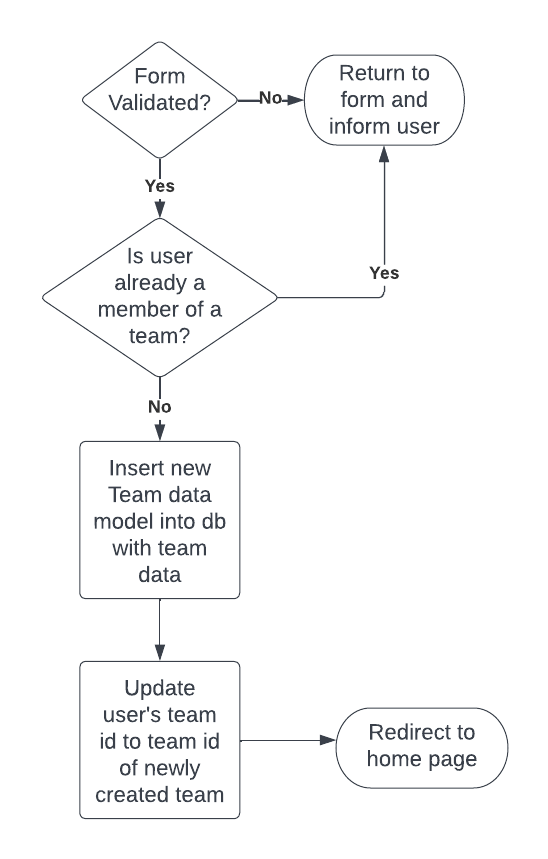 Form
Validated?
No
Return to
form and
inform user
Yes
Is user
already a
member of a
team?
Yes
No
Insert new
Team data
model into db
with team
data
Update
user's team
id to team id
of newly
created team
Redirect to
home page